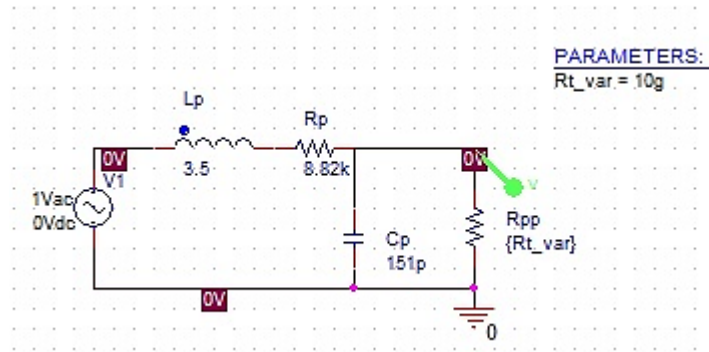 PARAMETERS:
Rt_var = 10g
Lp
Rp
0V
V1
3.5
8.82k
0V
v
1Vac
0Vdc
Rpp
{Rt_var}
Cp
151p
0V
0